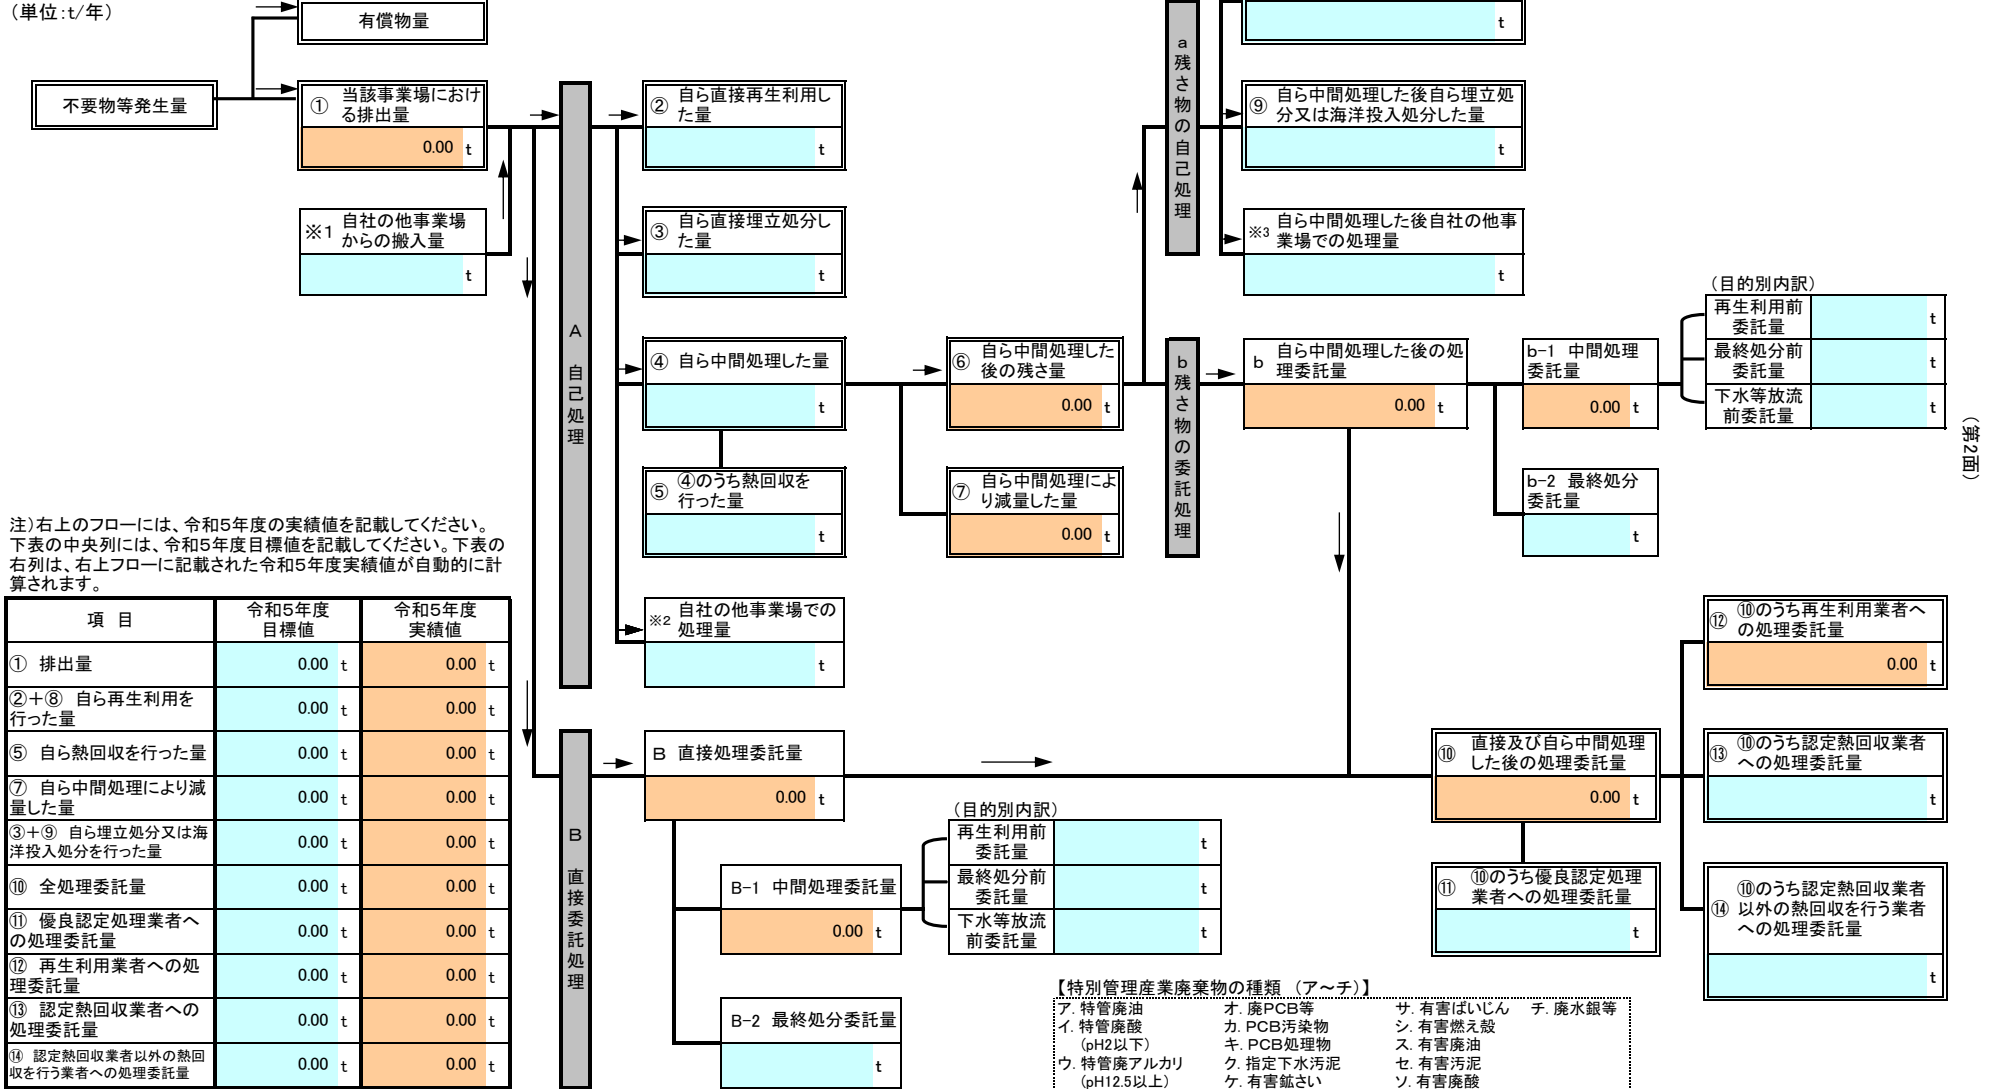 (単位:t/年)
有償物量
不要物等発生量
① 当該事業場におけ
る排出量
0.00 t
※1 自社の他事業場
からの搬入量
t
A 自己処理
② 自ら直接再生利用し
た量
t
③ 自ら直接埋立処分し
た量
t
④ 自ら中間処理した量
t
⑤ ④のうち熱回収を
行った量
t
※2 自社の他事業場での
処理量
t
⑥ 自ら中間処理した
後の残さ量
0.00 t
⑦ 自ら中間処理によ
り減量した量
0.00 t
a 残さ物の自己処理
t
⑨ 自ら中間処理した後自ら埋立処
分又は海洋投入処分した量
t
※3 自ら中間処理した後自社の他事
業場での処理量
t
b 残さ物の委託処理
b 自ら中間処理した後の処
理委託量
0.00 t
b-1 中間処理
委託量
0.00 t
b-2 最終処分
委託量
t
(目的別内訳)
再生利用前
委託量
t
最終処分前
委託量
t
下水等放流
前委託量
t
(第2面)
注)右上のフローには、令和5年度の実績値を記載してください。
下表の中央列には、令和5年度目標値を記載してください。下表の
右列は、右上フローに記載された令和5年度実績値が自動的に計
算されます。
項 目
令和5年度
目標値
令和5年度
実績値
① 排出量
0.00 t 0.00 t
②+⑧ 自ら再生利用を
行った量
0.00 t 0.00 t
⑤ 自ら熱回収を行った量
0.00 t 0.00 t
⑦ 自ら中間処理により減
量した量
0.00 t 0.00 t
③+⑨ 自ら埋立処分又は海
洋投入処分を行った量
0.00 t 0.00 t
⑩ 全処理委託量
0.00 t 0.00 t
⑪ 優良認定処理業者へ
の処理委託量
0.00 t 0.00 t
⑫ 再生利用業者への処
理委託量
0.00 t 0.00 t
⑬ 認定熱回収業者への
処理委託量
0.00 t 0.00 t
⑭ 認定熱回収業者以外の熱回
収を行う業者への処理委託量
0.00 t 0.00 t
B 直接委託処理
B 直接処理委託量
0.00 t
B-1 中間処理委託量
0.00 t
B-2 最終処分委託量
t
(目的別内訳)
再生利用前
委託量
t
最終処分前
委託量
t
下水等放流
前委託量
t
⑩ 直接及び自ら中間処理
した後の処理委託量
0.00 t
⑪ ⑩のうち優良認定処理
業者への処理委託量
t
⑫ ⑩のうち再生利用業者へ
の処理委託量
0.00 t
⑬ ⑩のうち認定熱回収業者
への処理委託量
t
⑭ ⑩のうち認定熱回収業者
以外の熱回収を行う業者
への処理委託量
t
【特別管理産業廃棄物の種類 (ア~チ)】
ア. 特管廃油 オ. 廃PCB等 サ. 有害ばいじん チ. 廃水銀等
イ. 特管廃酸 カ. PCB汚染物 シ. 有害燃え殻
(pH2以下) キ. PCB処理物 ス. 有害廃油
ウ. 特管廃アルカリ ク. 指定下水汚泥 セ. 有害汚泥
(pH12.5以上) ケ. 有害鉱さい ソ. 有害廃酸